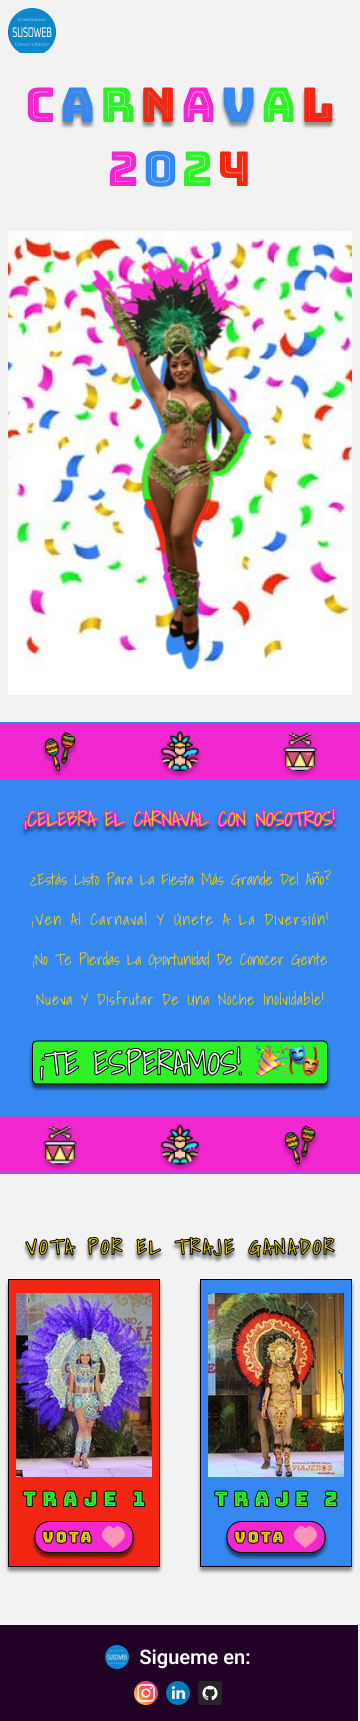 Diseñador
SUSOWEB
Desarrollador
CARNAVAL
2024
¡CELEBRA EL CARNAVAL CON NOSOTROS!
¿Estás Listo Para La Fiesta Más Grande Del Año?
¡Ven Al Carnaval Y Únete A La Diversión!
¡No Te Pierdas La Oportunidad De Conocer Gente
Nueva Y Disfrutar De Una Noche Inolvidable!
¡TE ESPERAMOS! 🎉🎭
VOTA POR EL TRAJE GANADOR
VIAJEROS
TRAJE 1
TRAJE 2
VOTA
VOTA
SUSOWEB
Sigueme en:
in